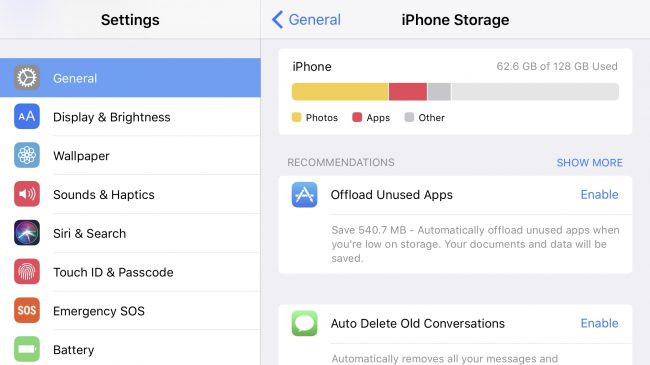 Settings
General
AA
Display & Brightness
Wallpaper
Sounds & Haptics
Siri & Search
Touch ID & Passcode
SOS
Emergency SOS
Battery
General
iPhone Storage
iPhone
62.6 GB of 128 GB Used
Photos
Apps
Other
RECOMMENDATIONS
SHOW MORE
Offload Unused Apps
Enable
Save 540.7 MB - Automatically offload unused apps when
you're low on storage. Your documents and data will be
saved.
Auto Delete Old Conversations
Enable
Automatically removes all your messages and